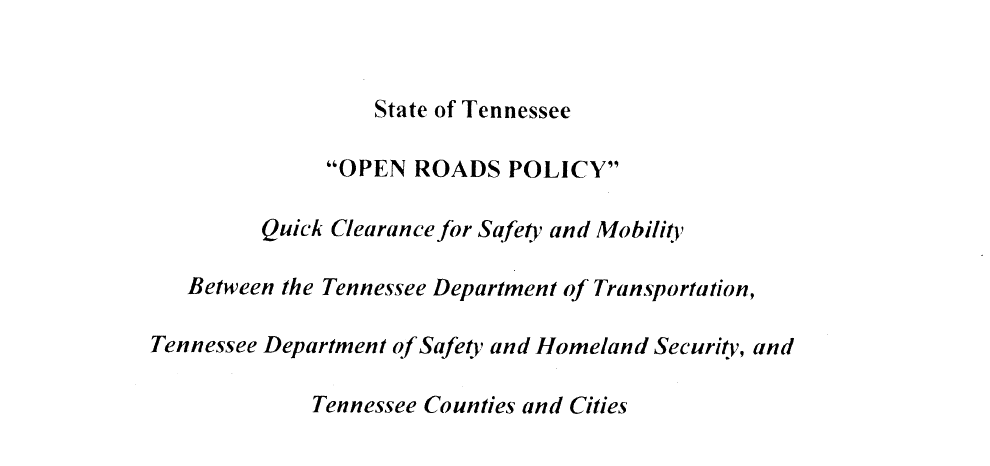 State of Tennessee
“OPEN ROADS POLICY”
Quick Clearance for Safety and Mobility
Between the Tennessee Department of Transportation,
Tennessee Department of Safety and Homeland Security, and
Tennessee Counties and Cities